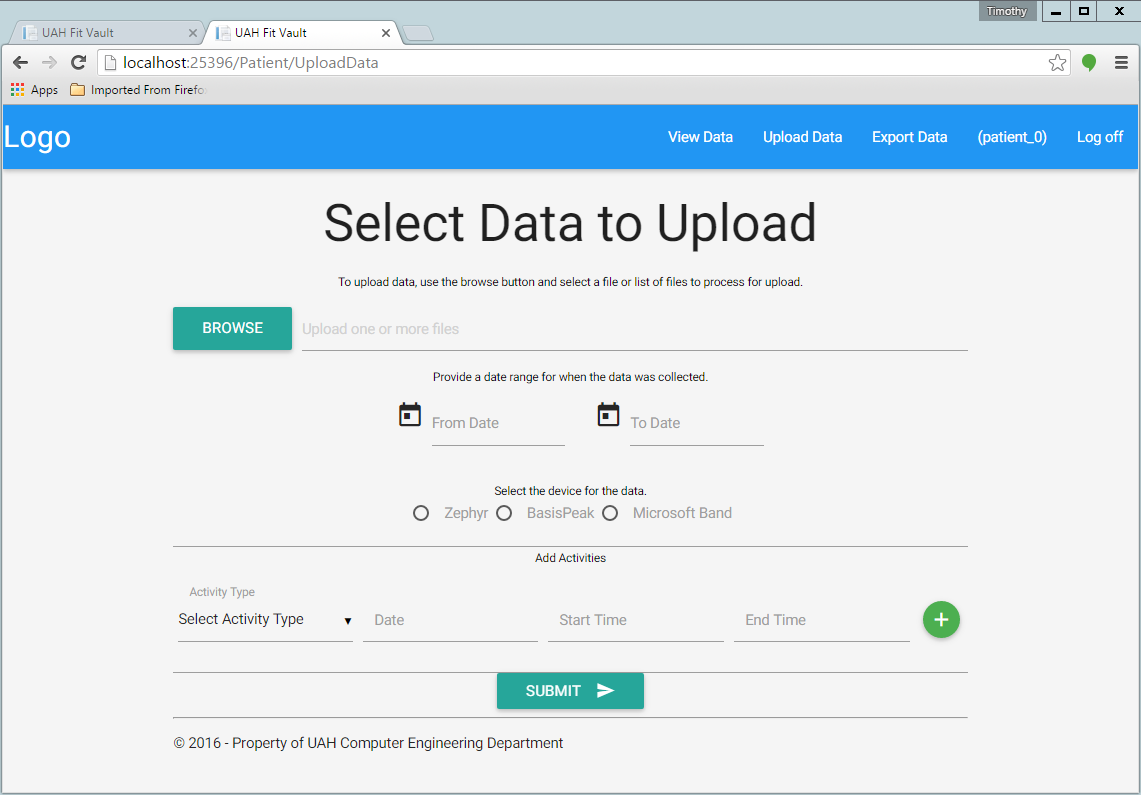 Timothy
UAH Fit Vault
UAH Fit Vault
localhost:25396/Patient/UploadData
Apps
Imported From Firefo
Logo
View Data
Upload Data
Export Data
(patient_0)
Log off
Select Data to Upload
To upload data, use the browse button and select a file or list of files to process for upload.
BROWSE
Upload one or more files
Provide a date range for when the data was collected.
From Date
To Date
Select the device for the data.
Zephyr
BasisPeak
Microsoft Band
Add Activities
Activity Type
Select Activity Type
Date
Start Time
End Time
SUBMIT
© 2016 - Property of UAH Computer Engineering Department